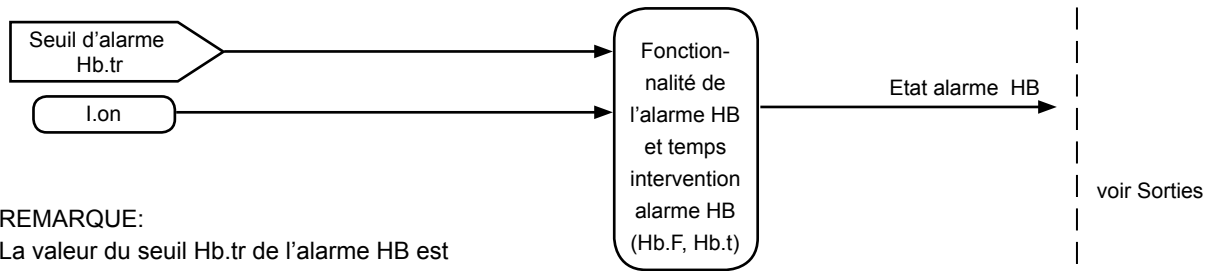 Seuil d’alarme
Hb.tr
I.on
Fonction-
nalité de
l’alarme HB
et temps
intervention
alarme HB
(Hb.F, Hb.t)
Etat alarme HB
voir Sorties
REMARQUE:
La valeur du seuil Hb.tr de l’alarme HB est